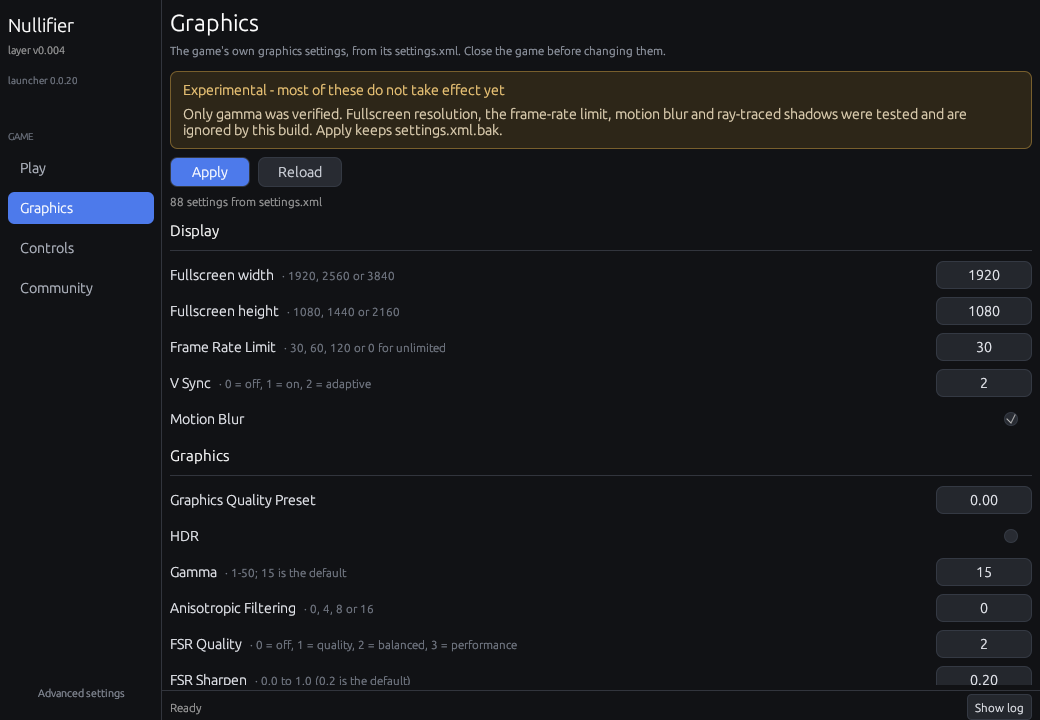 Nullifier
layer v0.004
launcher 0.0.20
GAME
Play
Graphics
Controls
Community
Advanced settings
Graphics
The game's own graphics settings, from its settings.xml. Close the game before changing them.
Experimental - most of these do not take effect yet
Only gamma was verified. Fullscreen resolution, the frame-rate limit, motion blur and ray-traced shadows were tested and are
ignored by this build. Apply keeps settings.xml.bak.
Apply Reload
88 settings from settings.xml
Display
Fullscreen width · 1920, 2560 or 3840 1920
Fullscreen height · 1080, 1440 or 2160 1080
Frame Rate Limit · 30, 60, 120 or 0 for unlimited 30
V Sync · 0 = off, 1 = on, 2 = adaptive 2
Motion Blur
Graphics
Graphics Quality Preset 0.00
HDR
Gamma · 1-50; 15 is the default 15
Anisotropic Filtering · 0, 4, 8 or 16 0
FSR Quality · 0 = off, 1 = quality, 2 = balanced, 3 = performance 2
FSR Sharpen · 0.0 to 1.0 (0.2 is the default) 0.20
Ready Show log